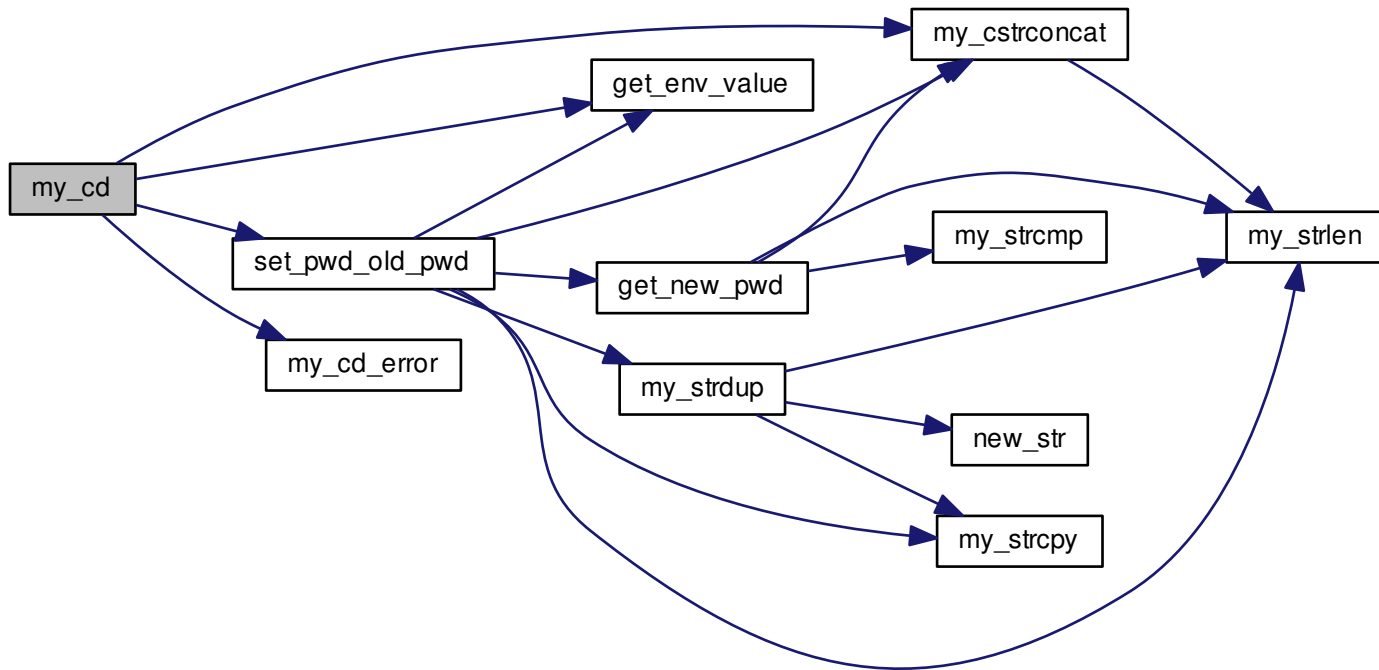 my_cstrconcat
get_env_value
my_cd
my_strcmp
my_strlen
set_pwd_old_pwd
get_new_pwd
my_cd_error
my_strdup
new_str
my_strcpy